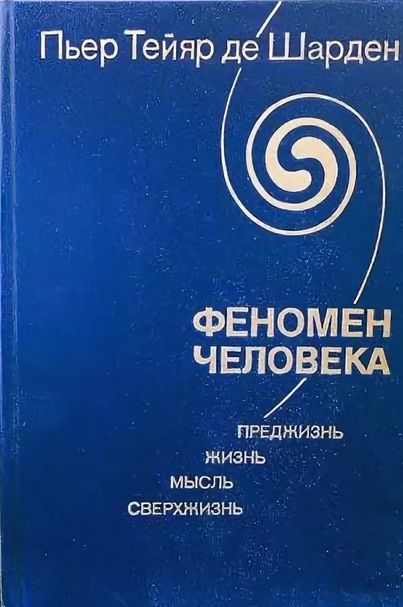 Пьер Тейяр де Шарден
ФЕНОМЕН
ЧЕЛОВЕКА
ПРЕДЖИЗНЬ
ЖИЗНЬ
МЫСЛЬ
СВЕРХЖИЗНЬ